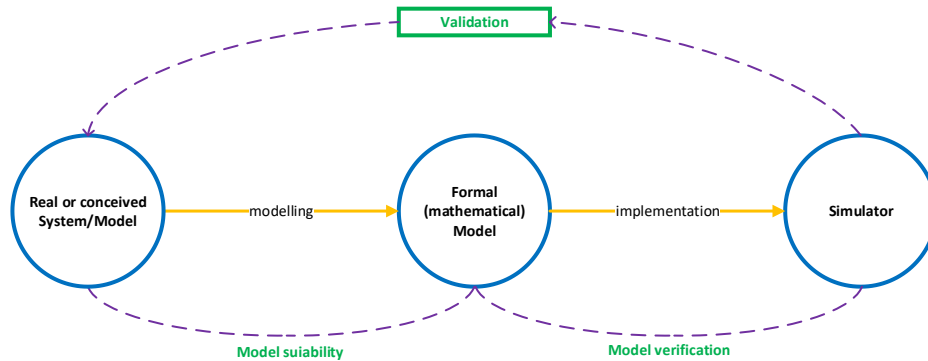 Validation
Real or conceived
System/Model
modelling
Formal
(mathematical)
Model
implementation
Simulator
Model suiability
Model verification